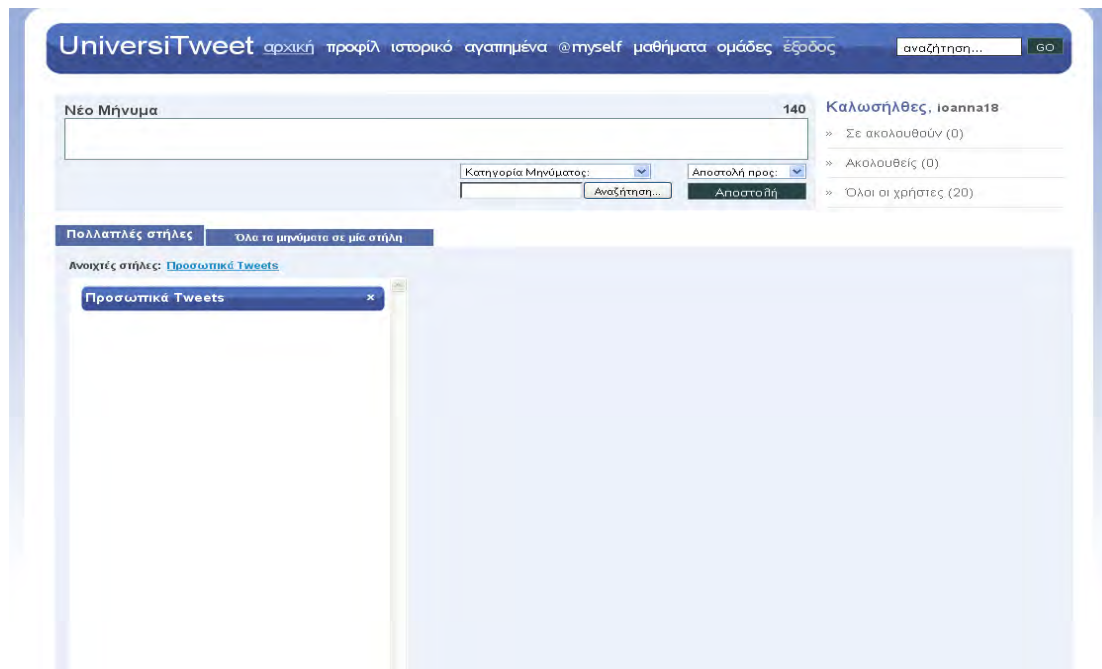 UniversiTweet αρχική προφίλ ιστορικό αγαπημένα @myself μαθήματα ομάδες έξοδος αναζήτηση... GO
Νέο Μήνυμα 140
Κατηγορία Μηνύματος: Αποστολή προς:
Αναζήτηση... Αποστολή
Καλωσήλθες, ioanna18
» Σε ακολουθούν (0)
» Ακολουθείς (0)
» Όλοι οι χρήστες (20)
Πολλαπλές στήλες Όλα τα μηνύματα σε μία στήλη
Ανοιχτές στήλες: Προσωπικά Tweets
Προσωπικά Tweets ×